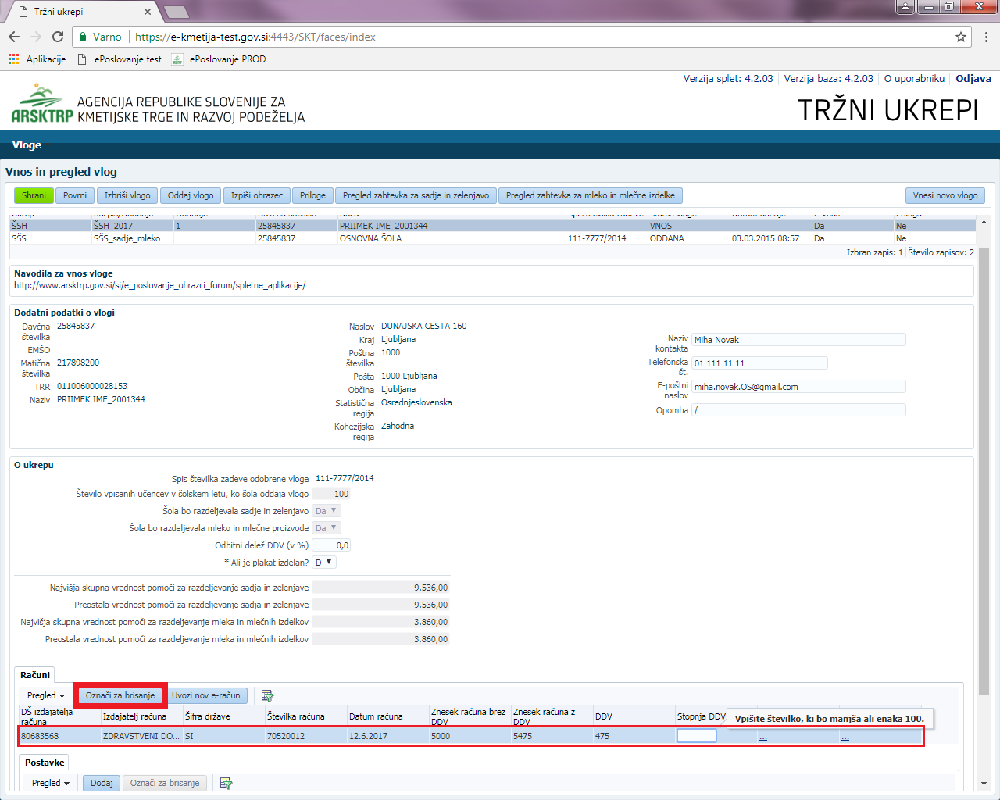 Tržni ukrepi
Varno https://e-kmetija-test.gov.si:4443/SKT/faces/index
Aplikacije ePoslovanje test ePoslovanje PROD
Verzija splet: 4.2.03 Verzija baza: 4.2.03 O uporabniku Odjava
ARSKTRP
AGENCIJA REPUBLIKE SLOVENIJE ZA
KMETIJSKE TRGE IN RAZVOJ PODEŽELJA
TRŽNI UKREPI
Vloge
Vnos in pregled vlog
Shrani Povrni Izbriši vlogo Oddaj vlogo Izpiši obrazec Priloge Pregled zahtevka za sadje in zelenjavo Pregled zahtevka za mleko in mlečne izdelke Vnesi novo vlogo
Ukrep Razpis/Obdobje Obdobje Davčna številka Naziv Spis številka zadeve Status vloge Datum oddaje E-vnos? Priloga?
ŠSH ŠSH_2017 1 25845837 PRIIMEK IME_2001344 VNOS Da Ne
SŠS SŠS_sadje_mleko... 25845837 OSNOVNA ŠOLA 111-7777/2014 ODDANA 03.03.2015 08:57 Da Ne
Izbran zapis: 1 Število zapisov: 2
Navodila za vnos vloge
http://www.arsktrp.gov.si/si/e_poslovanje_obrazci_forum/spletne_aplikacije/
Dodatni podatki o vlogi
Davčna številka 25845837
EMŠO
Matična številka 217898200
TRR 011006000028153
Naziv PRIIMEK IME_2001344
Naslov DUNAJSKA CESTA 160
Kraj Ljubljana
Poštna številka 1000
Pošta 1000 Ljubljana
Občina Ljubljana
Statistična regija Osrednjeslovenska
Kohezijska regija Zahodna
Naziv kontakta Miha Novak
Telefonska št. 01 111 11 11
E-poštni naslov miha.novak.OS@gmail.com
Opomba /
O ukrepu
Spis številka zadeve odobrene vloge 111-7777/2014
Število vpisanih učencev v šolskem letu, ko šola oddaja vlogo 100
Šola bo razdeljevala sadje in zelenjavo Da
Šola bo razdeljevala mleko in mlečne proizvode Da
Odbitni delež DDV (v %) 0,0
* Ali je plakat izdelan? D
Najvišja skupna vrednost pomoči za razdeljevanje sadja in zelenjave 9.536,00
Preostala vrednost pomoči za razdeljevanje sadja in zelenjave 9.536,00
Najvišja skupna vrednost pomoči za razdeljevanje mleka in mlečnih izdelkov 3.860,00
Preostala vrednost pomoči za razdeljevanje mleka in mlečnih izdelkov 3.860,00
Računi
Pregled Označi za brisanje Uvozi nov e-račun
DŠ izdajatelja računa Izdajatelj računa Šifra države Številka računa Datum računa Znesek računa brez DDV Znesek računa z DDV DDV Stopnja DDV
Vpišite številko, ki bo manjša ali enaka 100.
80683568 ZDRAVSTVENI DO... SI 70520012 12.6.2017 5000 5475 475 ... ...
Postavke
Pregled Dodaj Označi za brisanje